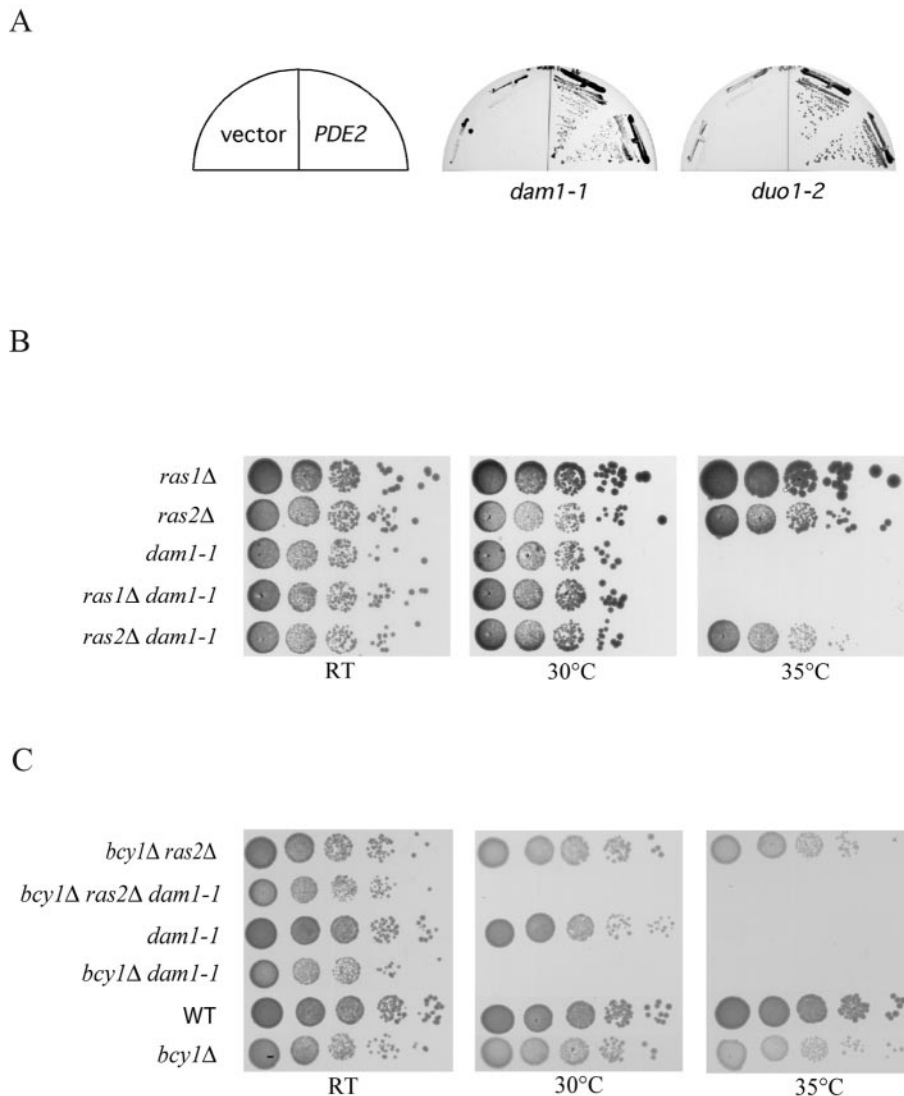 A
vector PDE2
dam1-1 duo1-2
B
ras1Δ
ras2Δ
dam1-1
ras1Δ dam1-1
ras2Δ dam1-1
RT 30°C 35°C
C
bcy1Δ ras2Δ
bcy1Δ ras2Δ dam1-1
dam1-1
bcy1Δ dam1-1
WT
bcy1Δ
RT 30°C 35°C